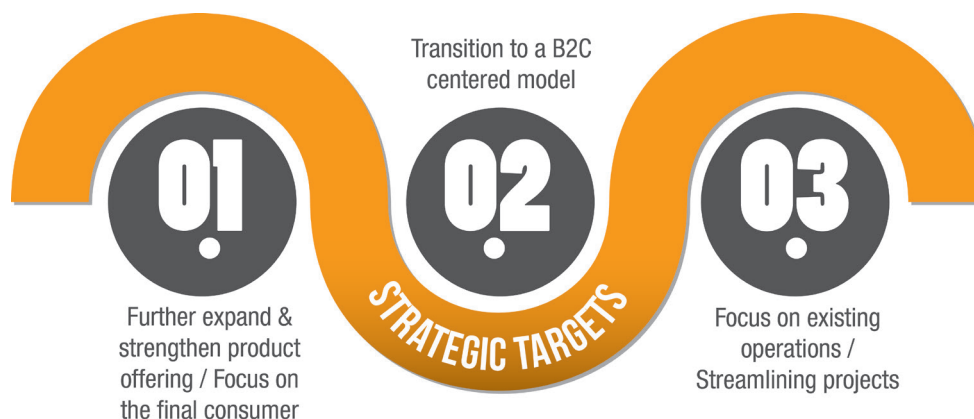 01
Further expand &
strengthen product
offering / Focus on
the final consumer
Transition to a B2C
centered model
02
STRATEGIC TARGETS
03
Focus on existing
operations /
Streamlining projects